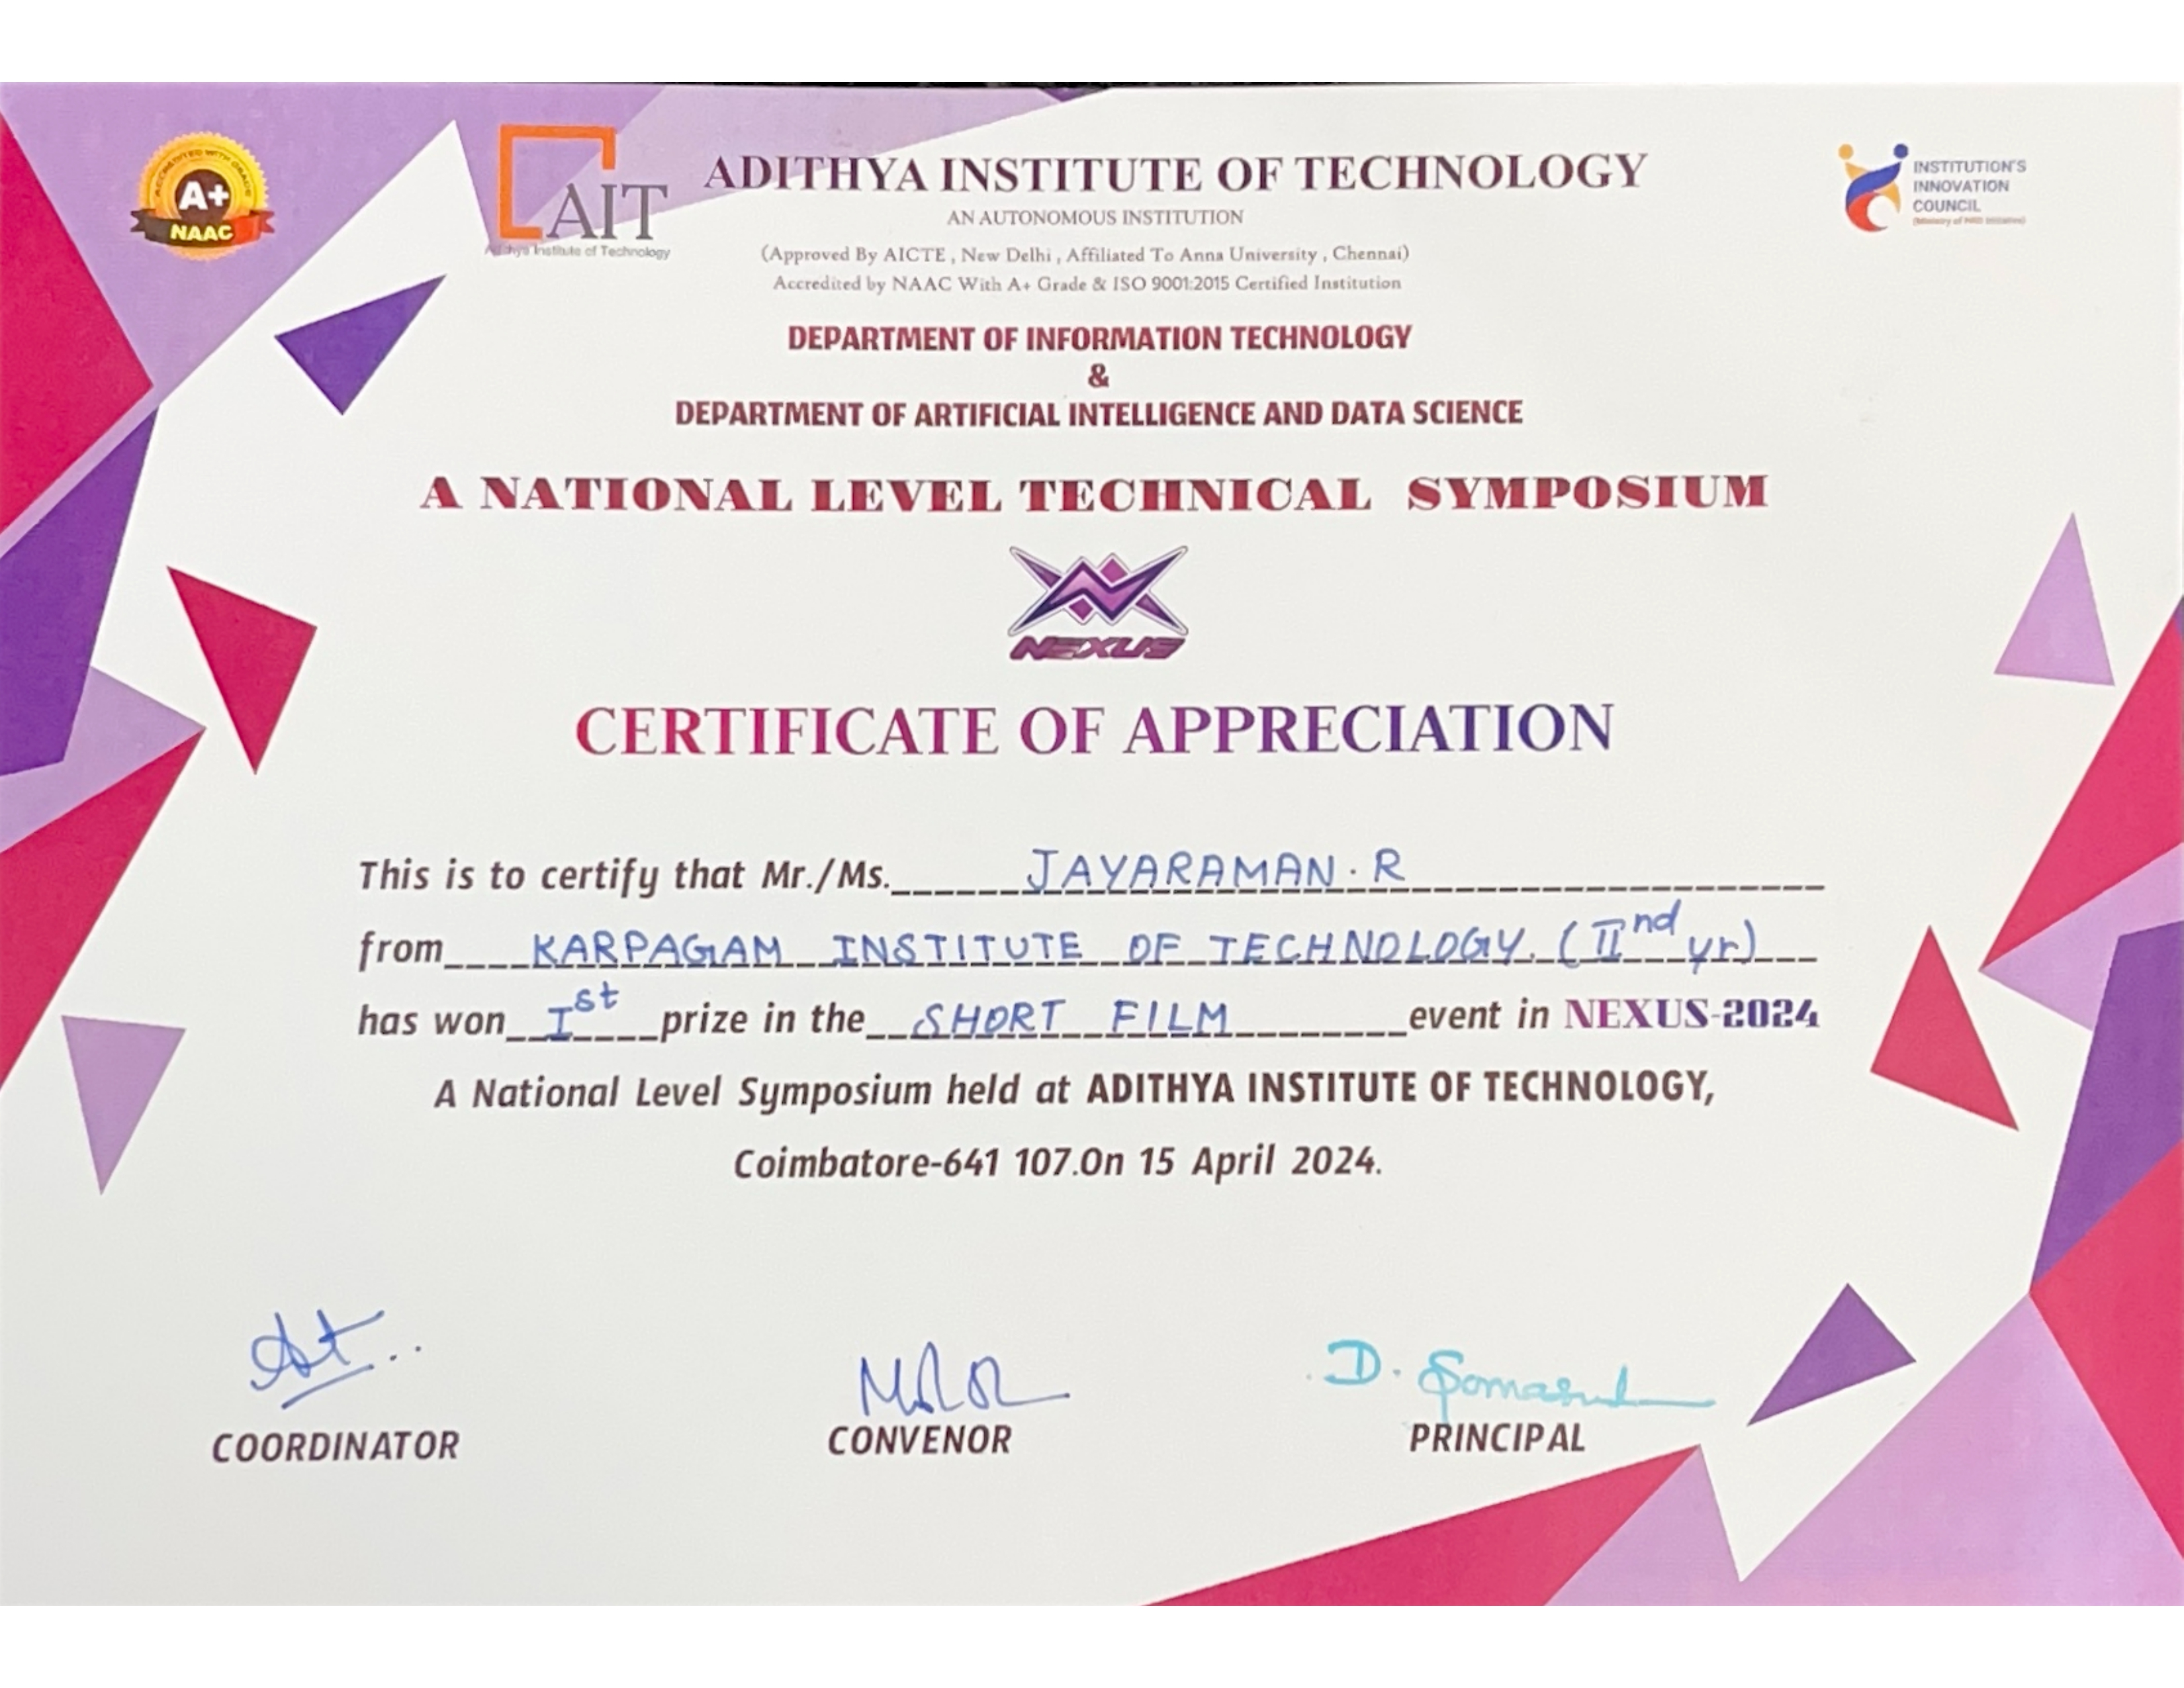 ACCREDITED WITH GRADE
A+
NAAC
AIT
Adithya Institute of Technology
ADITHYA INSTITUTE OF TECHNOLOGY
AN AUTONOMOUS INSTITUTION
(Approved By AICTE , New Delhi , Affiliated To Anna University , Chennai)
Accredited by NAAC With A+ Grade & ISO 9001:2015 Certified Institution
INSTITUTION'S
INNOVATION
COUNCIL
(Ministry of HRD Initiative)
DEPARTMENT OF INFORMATION TECHNOLOGY
&
DEPARTMENT OF ARTIFICIAL INTELLIGENCE AND DATA SCIENCE
A NATIONAL LEVEL TECHNICAL SYMPOSIUM
NEXUS
CERTIFICATE OF APPRECIATION
This is to certify that Mr./Ms. JAYARAMAN. R
from KARPAGAM INSTITUTE OF TECHNOLOGY. (IInd yr)
has won Ist prize in the SHORT FILM event in NEXUS-2024
A National Level Symposium held at ADITHYA INSTITUTE OF TECHNOLOGY,
Coimbatore-641 107.On 15 April 2024.
COORDINATOR
CONVENOR
PRINCIPAL